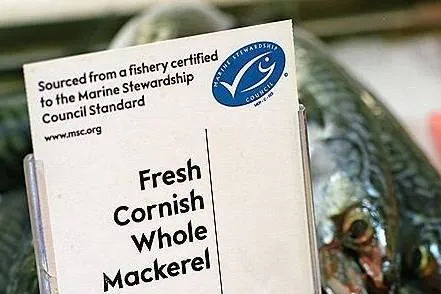 Sourced from a fishery certified
to the Marine Stewardship
Council Standard
www.msc.org
MARINE STEWARDSHIP
COUNCIL
Fresh
Cornish
Whole
Mackerel